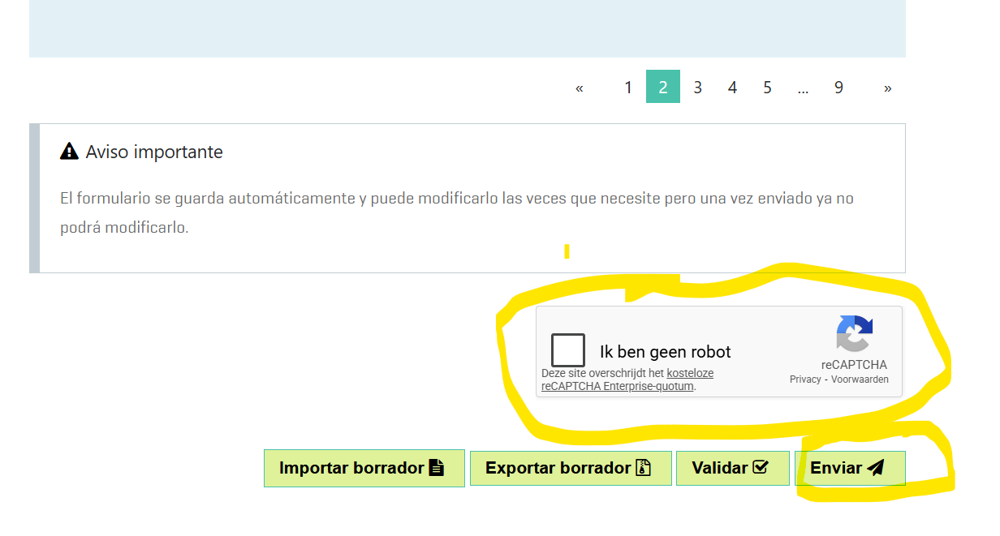 « 1 2 3 4 5 ... 9 »
Aviso importante
El formulario se guarda automáticamente y puede modificarlo las veces que necesite pero una vez enviado ya no
podrá modificarlo.
Ik ben geen robot
Deze site overschrijdt het kosteloze
reCAPTCHA Enterprise-quotum.
reCAPTCHA
Privacy - Voorwaarden
Importar borrador Exportar borrador Validar Enviar